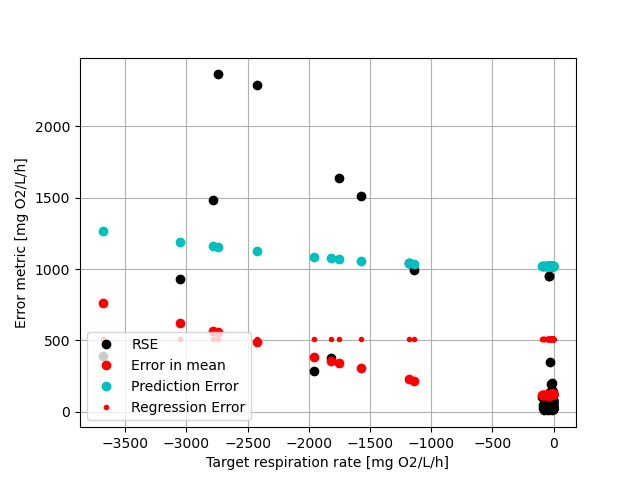 Error metric [mg O2/L/h]
2000
1500
1000
500
0
RSE
Error in mean
Prediction Error
Regression Error
−3500 −3000 −2500 −2000 −1500 −1000 −500 0
Target respiration rate [mg O2/L/h]